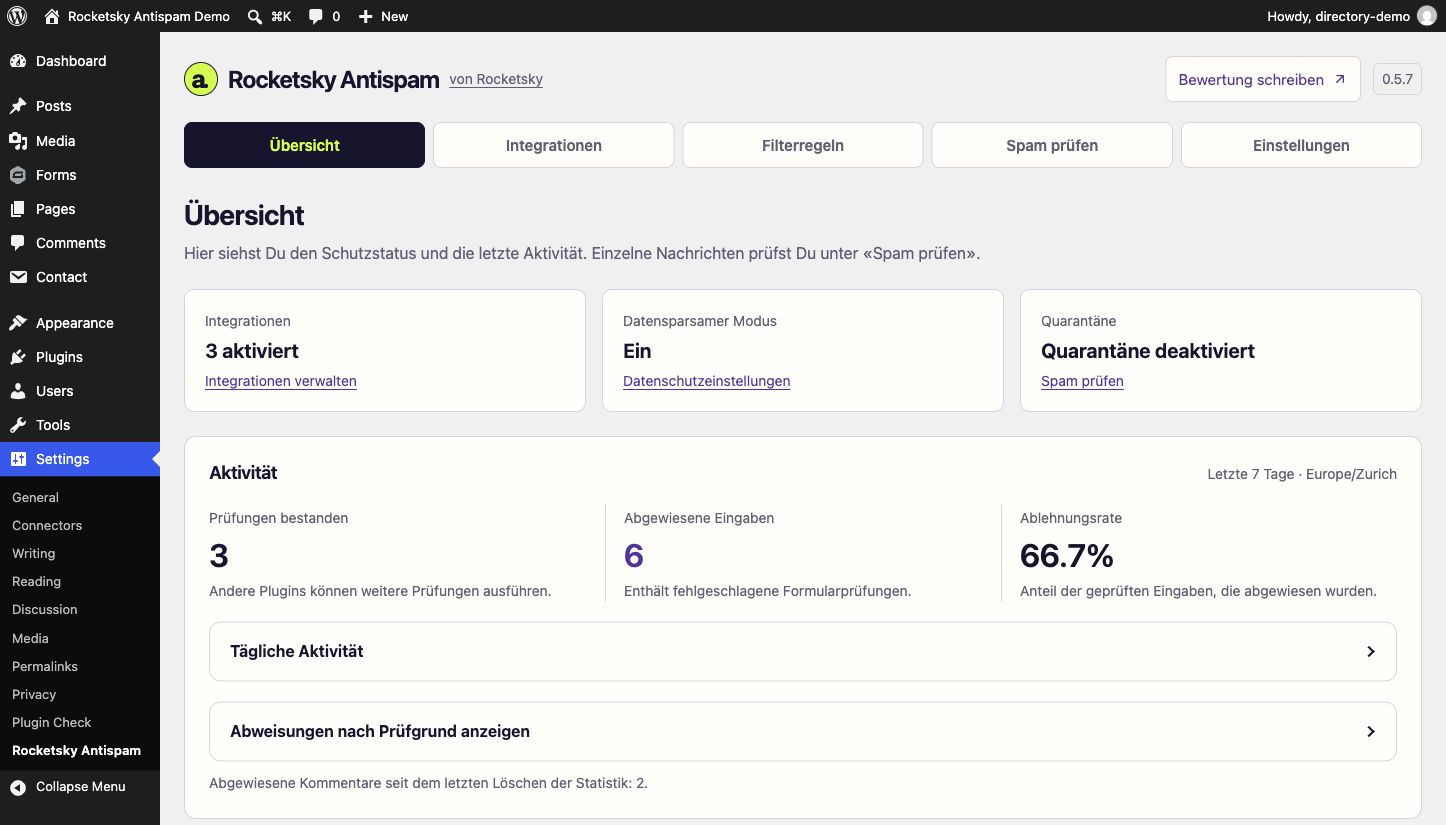 Rocketsky Antispam Demo
⌘K
0
New
Howdy, directory-demo
Dashboard
Posts
Media
Forms
Pages
Comments
Contact
Appearance
Plugins
Users
Tools
Settings
General
Connectors
Writing
Reading
Discussion
Media
Permalinks
Privacy
Plugin Check
Rocketsky Antispam
Collapse Menu
a.
Rocketsky Antispam
von Rocketsky
Bewertung schreiben
0.5.7
Übersicht
Integrationen
Filterregeln
Spam prüfen
Einstellungen
Übersicht
Hier siehst Du den Schutzstatus und die letzte Aktivität. Einzelne Nachrichten prüfst Du unter «Spam prüfen».
Integrationen
3 aktiviert
Integrationen verwalten
Datensparsamer Modus
Ein
Datenschutzeinstellungen
Quarantäne
Quarantäne deaktiviert
Spam prüfen
Aktivität
Letzte 7 Tage · Europe/Zurich
Prüfungen bestanden
3
Andere Plugins können weitere Prüfungen ausführen.
Abgewiesene Eingaben
6
Enthält fehlgeschlagene Formularprüfungen.
Ablehnungsrate
66.7%
Anteil der geprüften Eingaben, die abgewiesen wurden.
Tägliche Aktivität
Abweisungen nach Prüfgrund anzeigen
Abgewiesene Kommentare seit dem letzten Löschen der Statistik: 2.